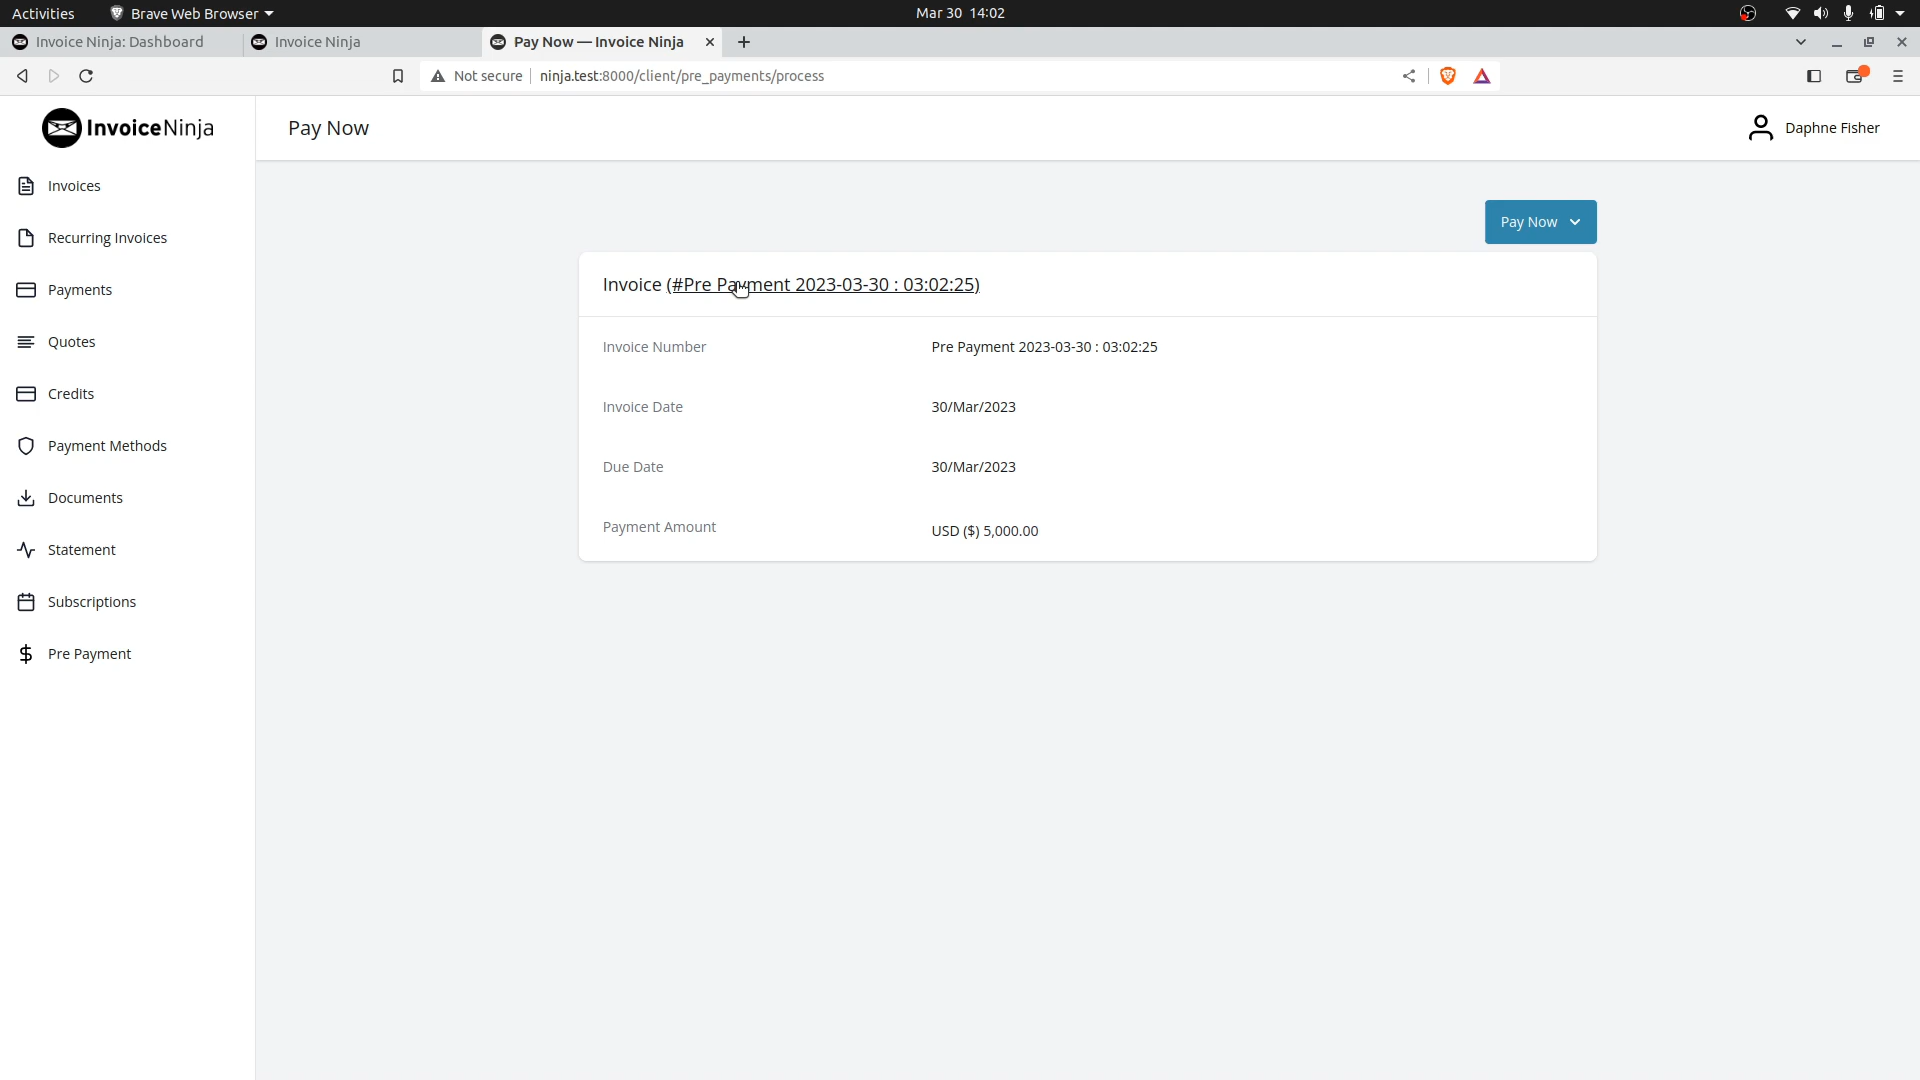 Activities Brave Web Browser Mar 30 14:02
Invoice Ninja: Dashboard Invoice Ninja Pay Now — Invoice Ninja
Not secure ninja.test:8000/client/pre_payments/process
InvoiceNinja Pay Now Daphne Fisher
Invoices
Recurring Invoices
Payments
Quotes
Credits
Payment Methods
Documents
Statement
Subscriptions
Pre Payment
Pay Now
Invoice (#Pre Payment 2023-03-30 : 03:02:25)
Invoice Number Pre Payment 2023-03-30 : 03:02:25
Invoice Date 30/Mar/2023
Due Date 30/Mar/2023
Payment Amount USD ($) 5,000.00